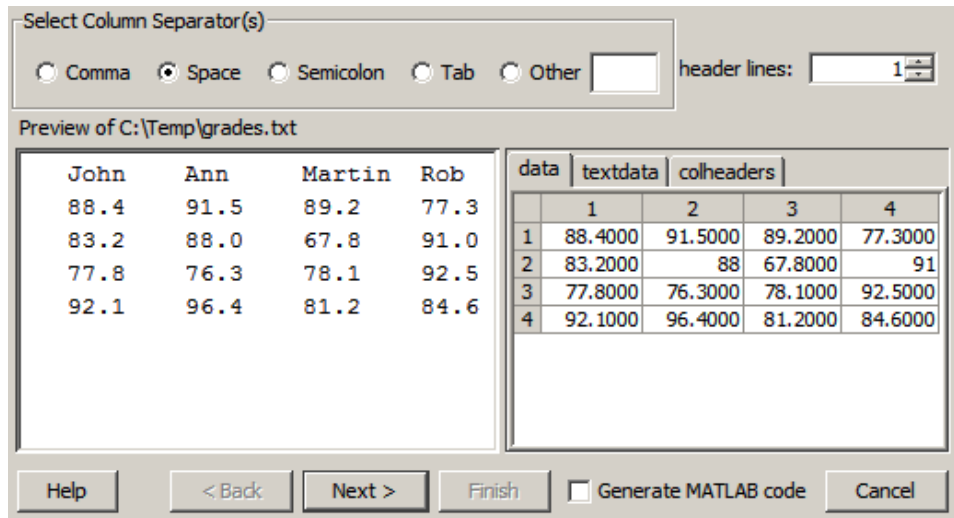 Select Column Separator(s)
Comma Space Semicolon Tab Other header lines: 1
Preview of C:\Temp\grades.txt
John Ann Martin Rob
88.4 91.5 89.2 77.3
83.2 88.0 67.8 91.0
77.8 76.3 78.1 92.5
92.1 96.4 81.2 84.6
data textdata colheaders
1 2 3 4
1 88.4000 91.5000 89.2000 77.3000
2 83.2000 88 67.8000 91
3 77.8000 76.3000 78.1000 92.5000
4 92.1000 96.4000 81.2000 84.6000
Help < Back Next > Finish Generate MATLAB code Cancel